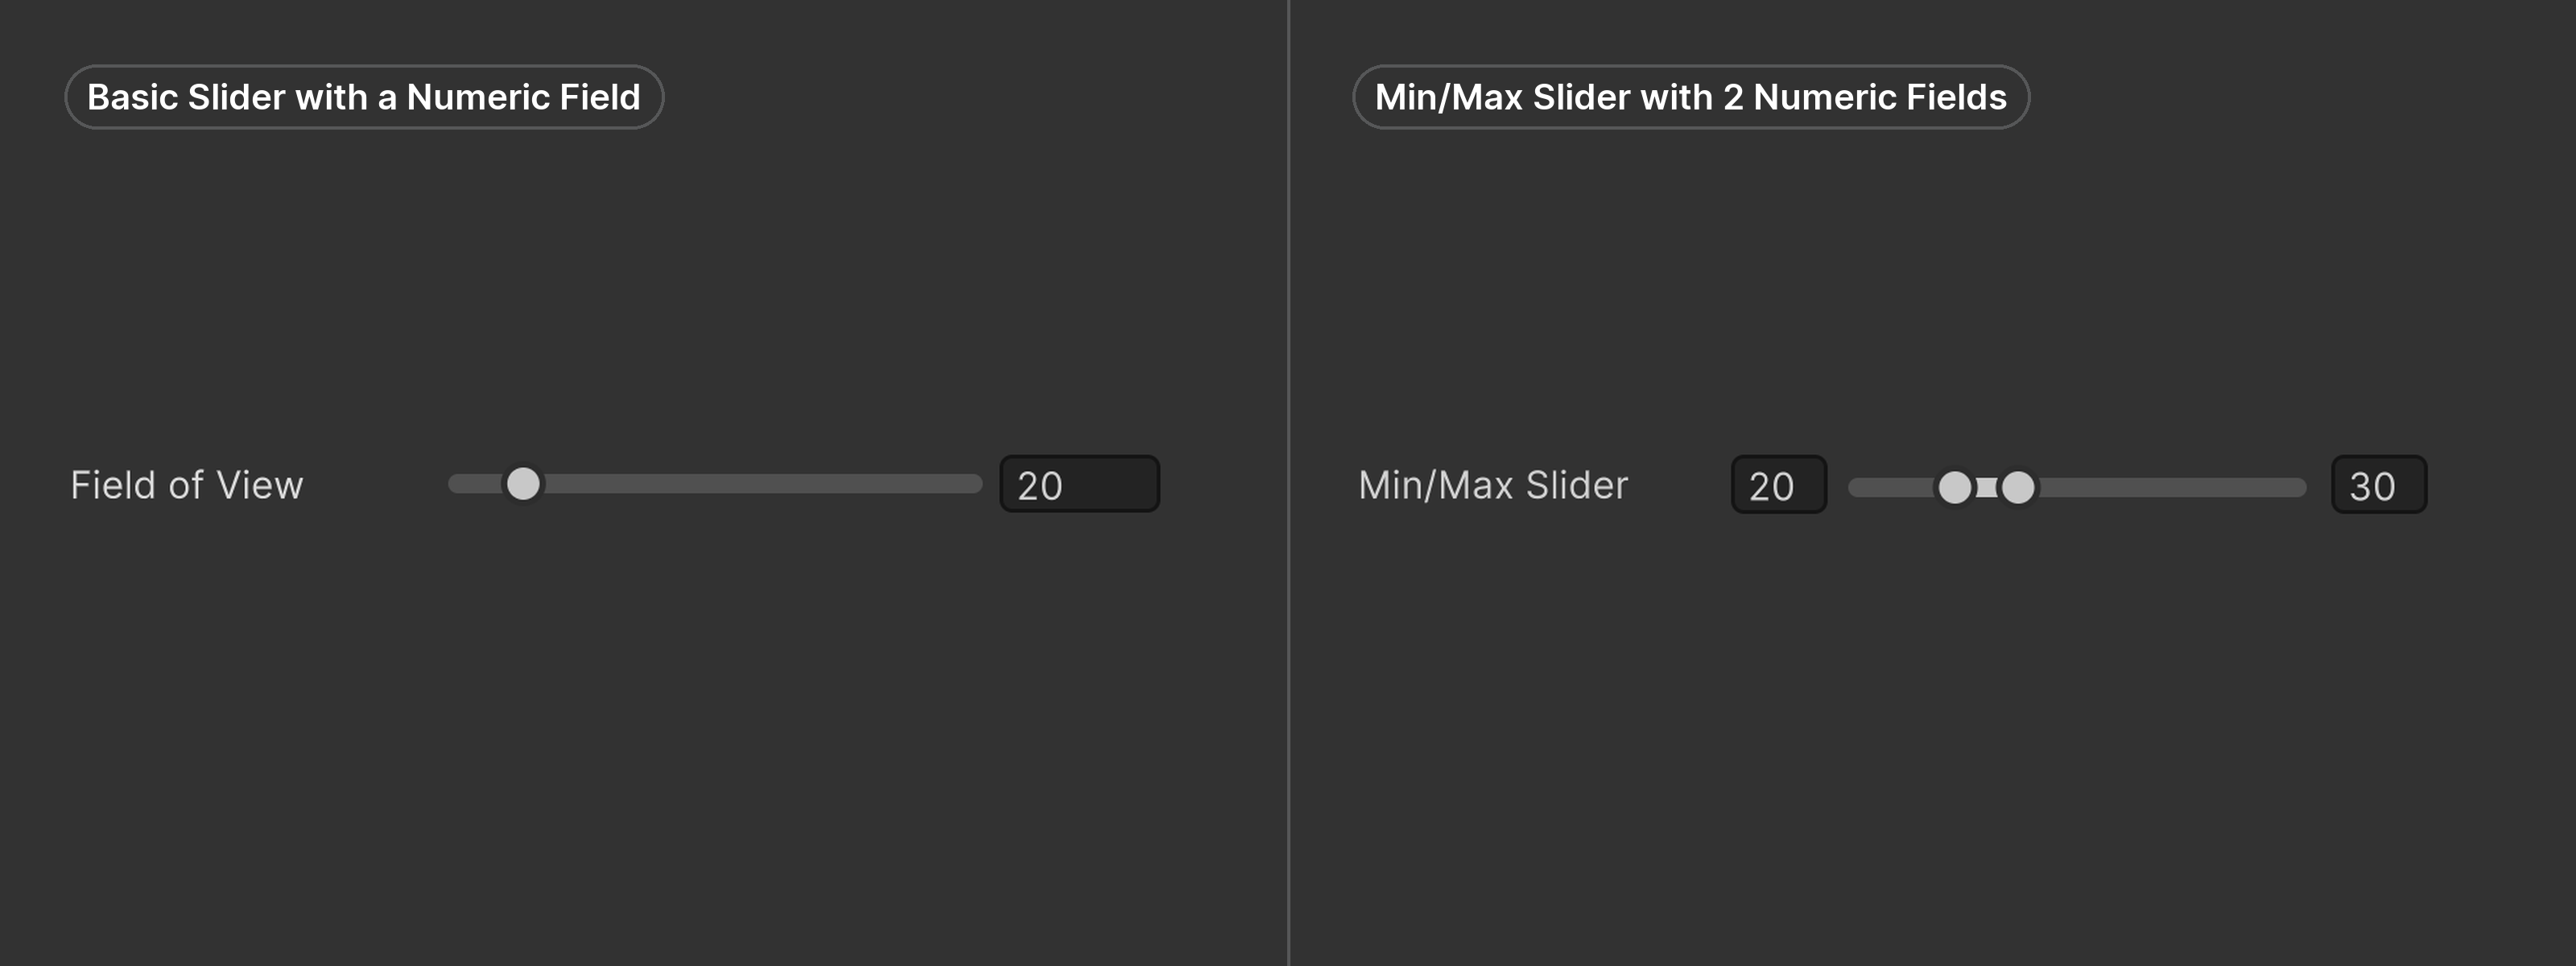 Basic Slider with a Numeric Field
Field of View
20
Min/Max Slider with 2 Numeric Fields
Min/Max Slider
20
30